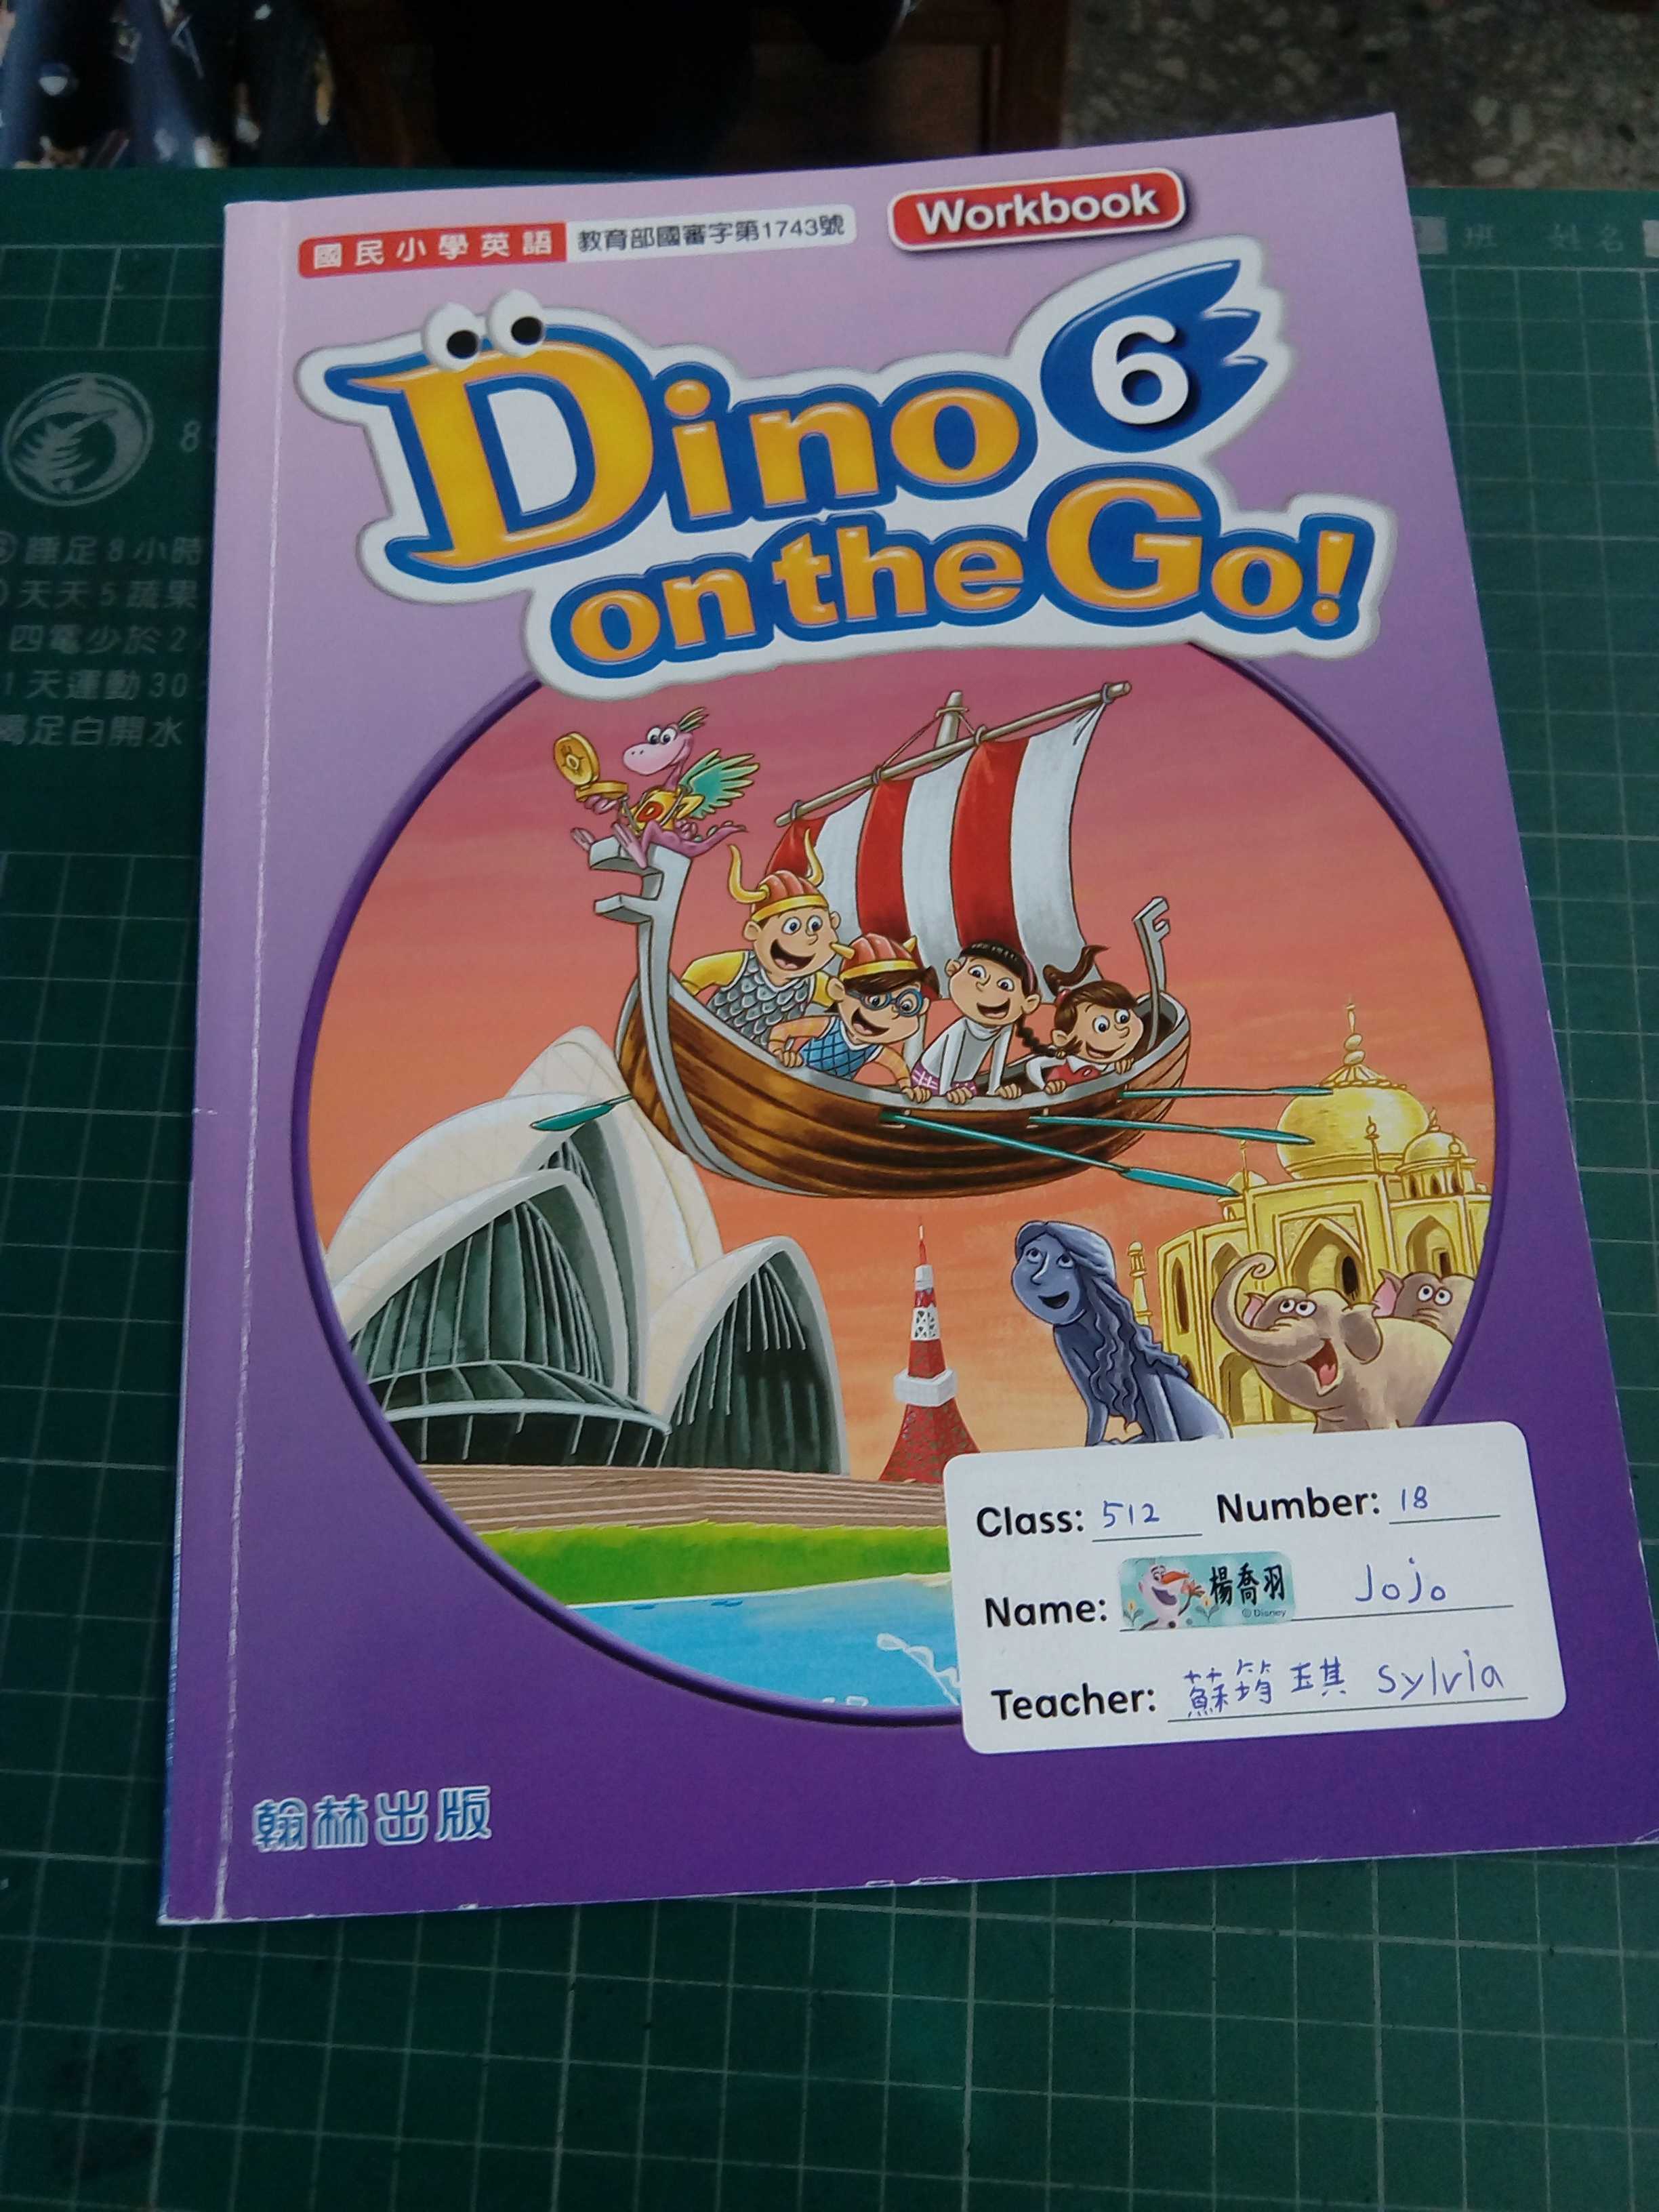 國民小學英語 教育部國審字第1743號 Workbook
Dino 6
on the Go!
睡足8小時
天天5蔬果
四電少於2
1天運動30
喝足白開水
班 姓名
D
Class: 512 Number: 18
Name: 楊喬羽 Jojo
© Disney
Teacher: 蘇筠琪 Sylvia
翰林出版